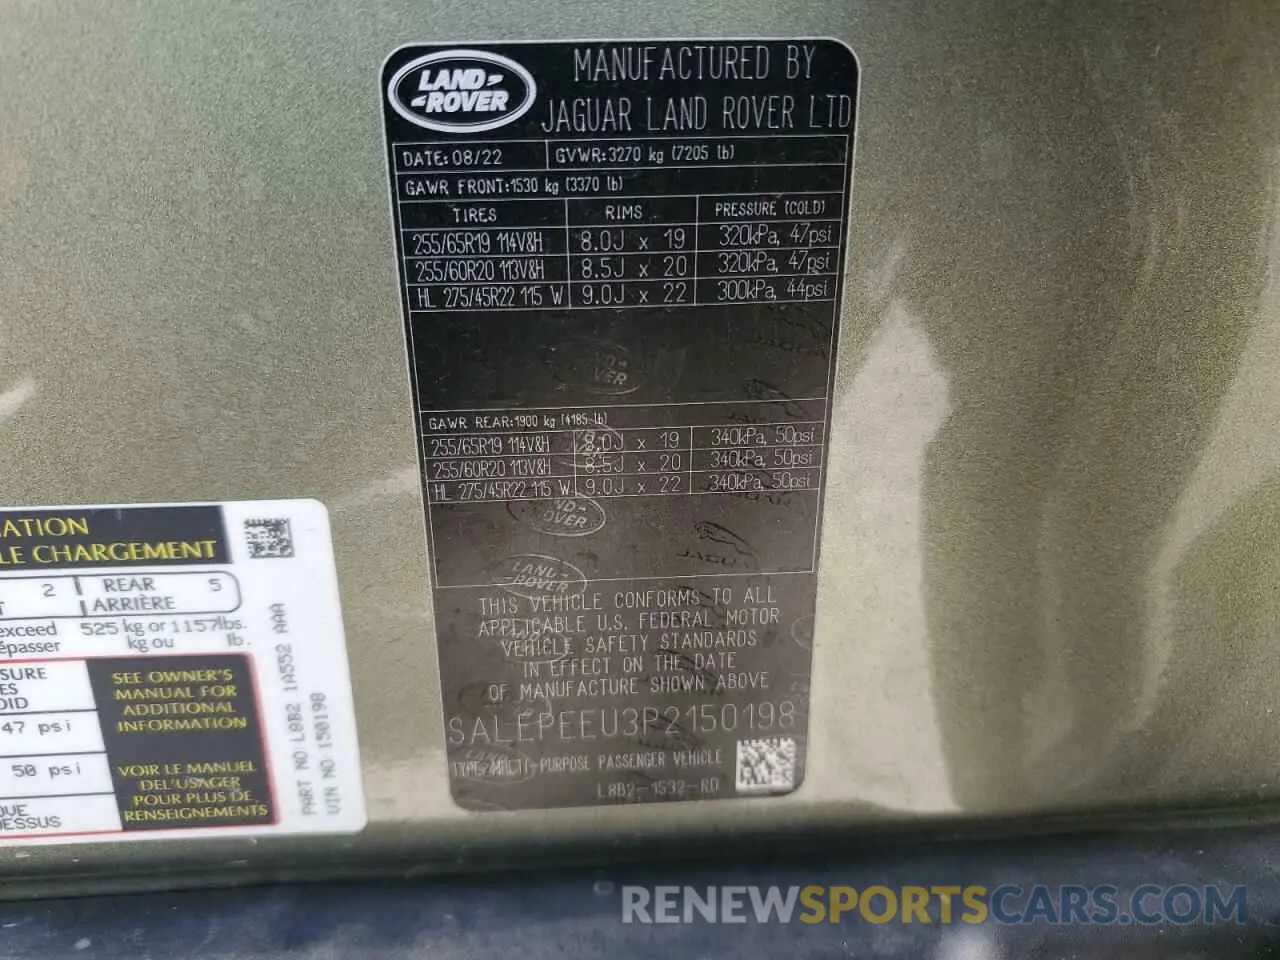 LAND ROVER
MANUFACTURED BY
JAGUAR LAND ROVER LTD
DATE:08/22 GVWR:3270 kg (7205 lb)
GAWR FRONT:1530 kg (3370 lb)
TIRES RIMS PRESSURE (COLD)
255/65R19 114V&H 8.0J x 19 320kPa, 47psi
255/60R20 113V&H 8.5J x 20 320kPa, 47psi
HL 275/45R22 115 W 9.0J x 22 300kPa, 44psi
GAWR REAR:1900 kg (4185 lb)
255/65R19 114V&H 8.0J x 19 340kPa, 50psi
255/60R20 113V&H 8.5J x 20 340kPa, 50psi
HL 275/45R22 115 W 9.0J x 22 340kPa, 50psi
THIS VEHICLE CONFORMS TO ALL
APPLICABLE U.S. FEDERAL MOTOR
VEHICLE SAFETY STANDARDS
IN EFFECT ON THE DATE
OF MANUFACTURE SHOWN ABOVE
SALEPEEU3P2150198
TYPE: MULTI-PURPOSE PASSENGER VEHICLE
L8B2-1532-RD
ATION
LE CHARGEMENT
2 REAR 5
T ARRIÈRE
exceed 525 kg or 1157lbs.
épasser kg ou lb.
SURE
ES
OID
47 psi
50 psi
QUE
DESSUS
SEE OWNER'S
MANUAL FOR
ADDITIONAL
INFORMATION
VOIR LE MANUEL
DEL'USAGER
POUR PLUS DE
RENSEIGNEMENTS
PART NO:L8B2 1A552 AAA
VIN NO 150198
RENEWSPORTSCARS.COM